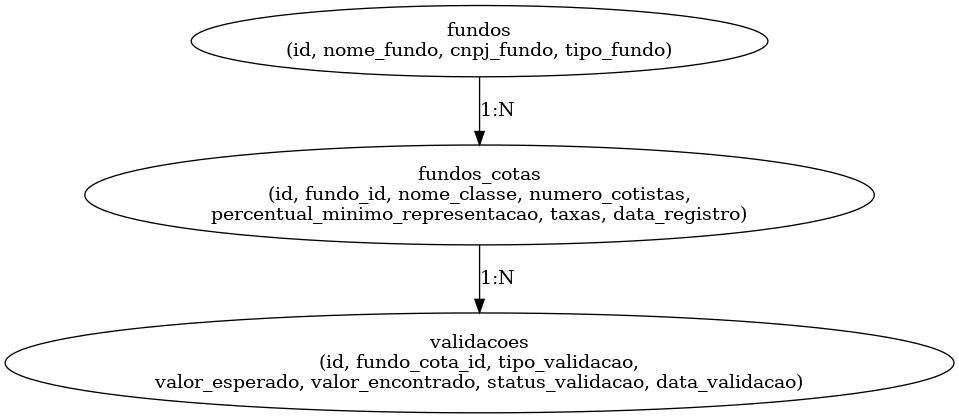 fundos
(id, nome_fundo, cnpj_fundo, tipo_fundo)
1:N
fundos_cotas
(id, fundo_id, nome_classe, numero_cotistas,
percentual_minimo_representacao, taxas, data_registro)
1:N
validacoes
(id, fundo_cota_id, tipo_validacao,
valor_esperado, valor_encontrado, status_validacao, data_validacao)